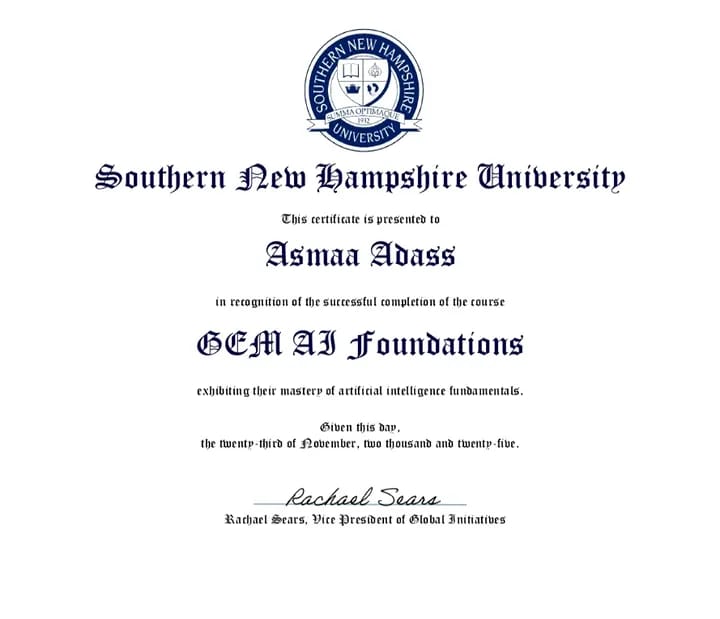 SOUTHERN NEW HAMPSHIRE
SUMMA OPTIMAQUE
1932
UNIVERSITY
Southern New Hampshire University
This certificate is presented to
Asmaa Adass
in recognition of the successful completion of the course
GEM AI Foundations
exhibiting their mastery of artificial intelligence fundamentals.
Given this day,
the twenty-third of November, two thousand and twenty-five.
Rachael Sears
Rachael Sears, Vice President of Global Initiatives